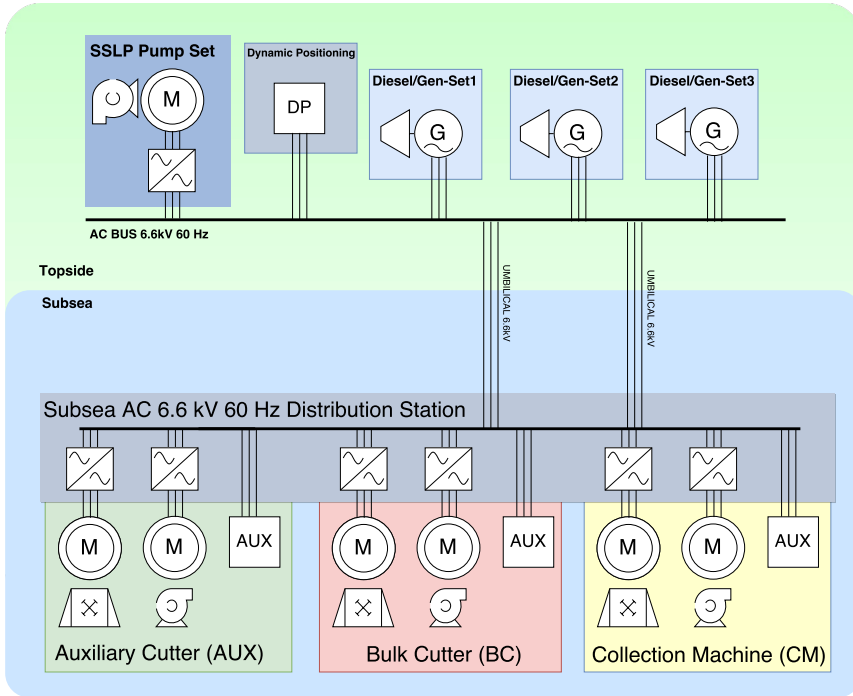 SSLP Pump Set
M
Dynamic Positioning
DP
Diesel/Gen-Set1
G
Diesel/Gen-Set2
G
Diesel/Gen-Set3
G
AC BUS 6.6kV 60 Hz
Topside
Subsea
UMBILICAL 6.6kV
UMBILICAL 6.6kV
Subsea AC 6.6 kV 60 Hz Distribution Station
M
M
AUX
M
M
AUX
M
M
AUX
Auxiliary Cutter (AUX)
Bulk Cutter (BC)
Collection Machine (CM)